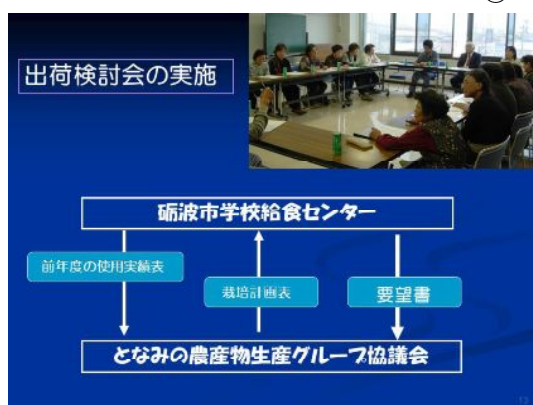 出荷検討会の実施
砺波市学校給食センター
前年度の使用実績表
栽培計画表
要望書
となみの農産物生産グループ協議会
13